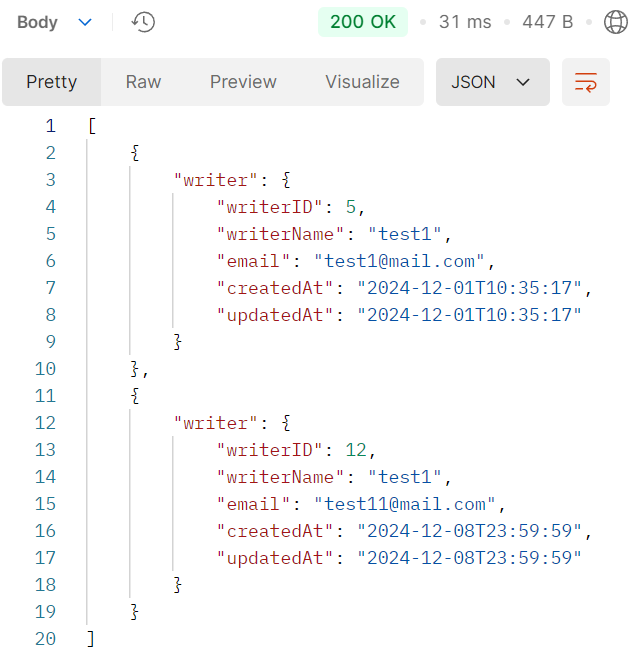 Body 200 OK 31 ms 447 B
Pretty Raw Preview Visualize JSON
1 [
2 {
3 "writer": {
4 "writerID": 5,
5 "writerName": "test1",
6 "email": "test1@mail.com",
7 "createdAt": "2024-12-01T10:35:17",
8 "updatedAt": "2024-12-01T10:35:17"
9 }
10 },
11 {
12 "writer": {
13 "writerID": 12,
14 "writerName": "test1",
15 "email": "test11@mail.com",
16 "createdAt": "2024-12-08T23:59:59",
17 "updatedAt": "2024-12-08T23:59:59"
18 }
19 }
20 ]